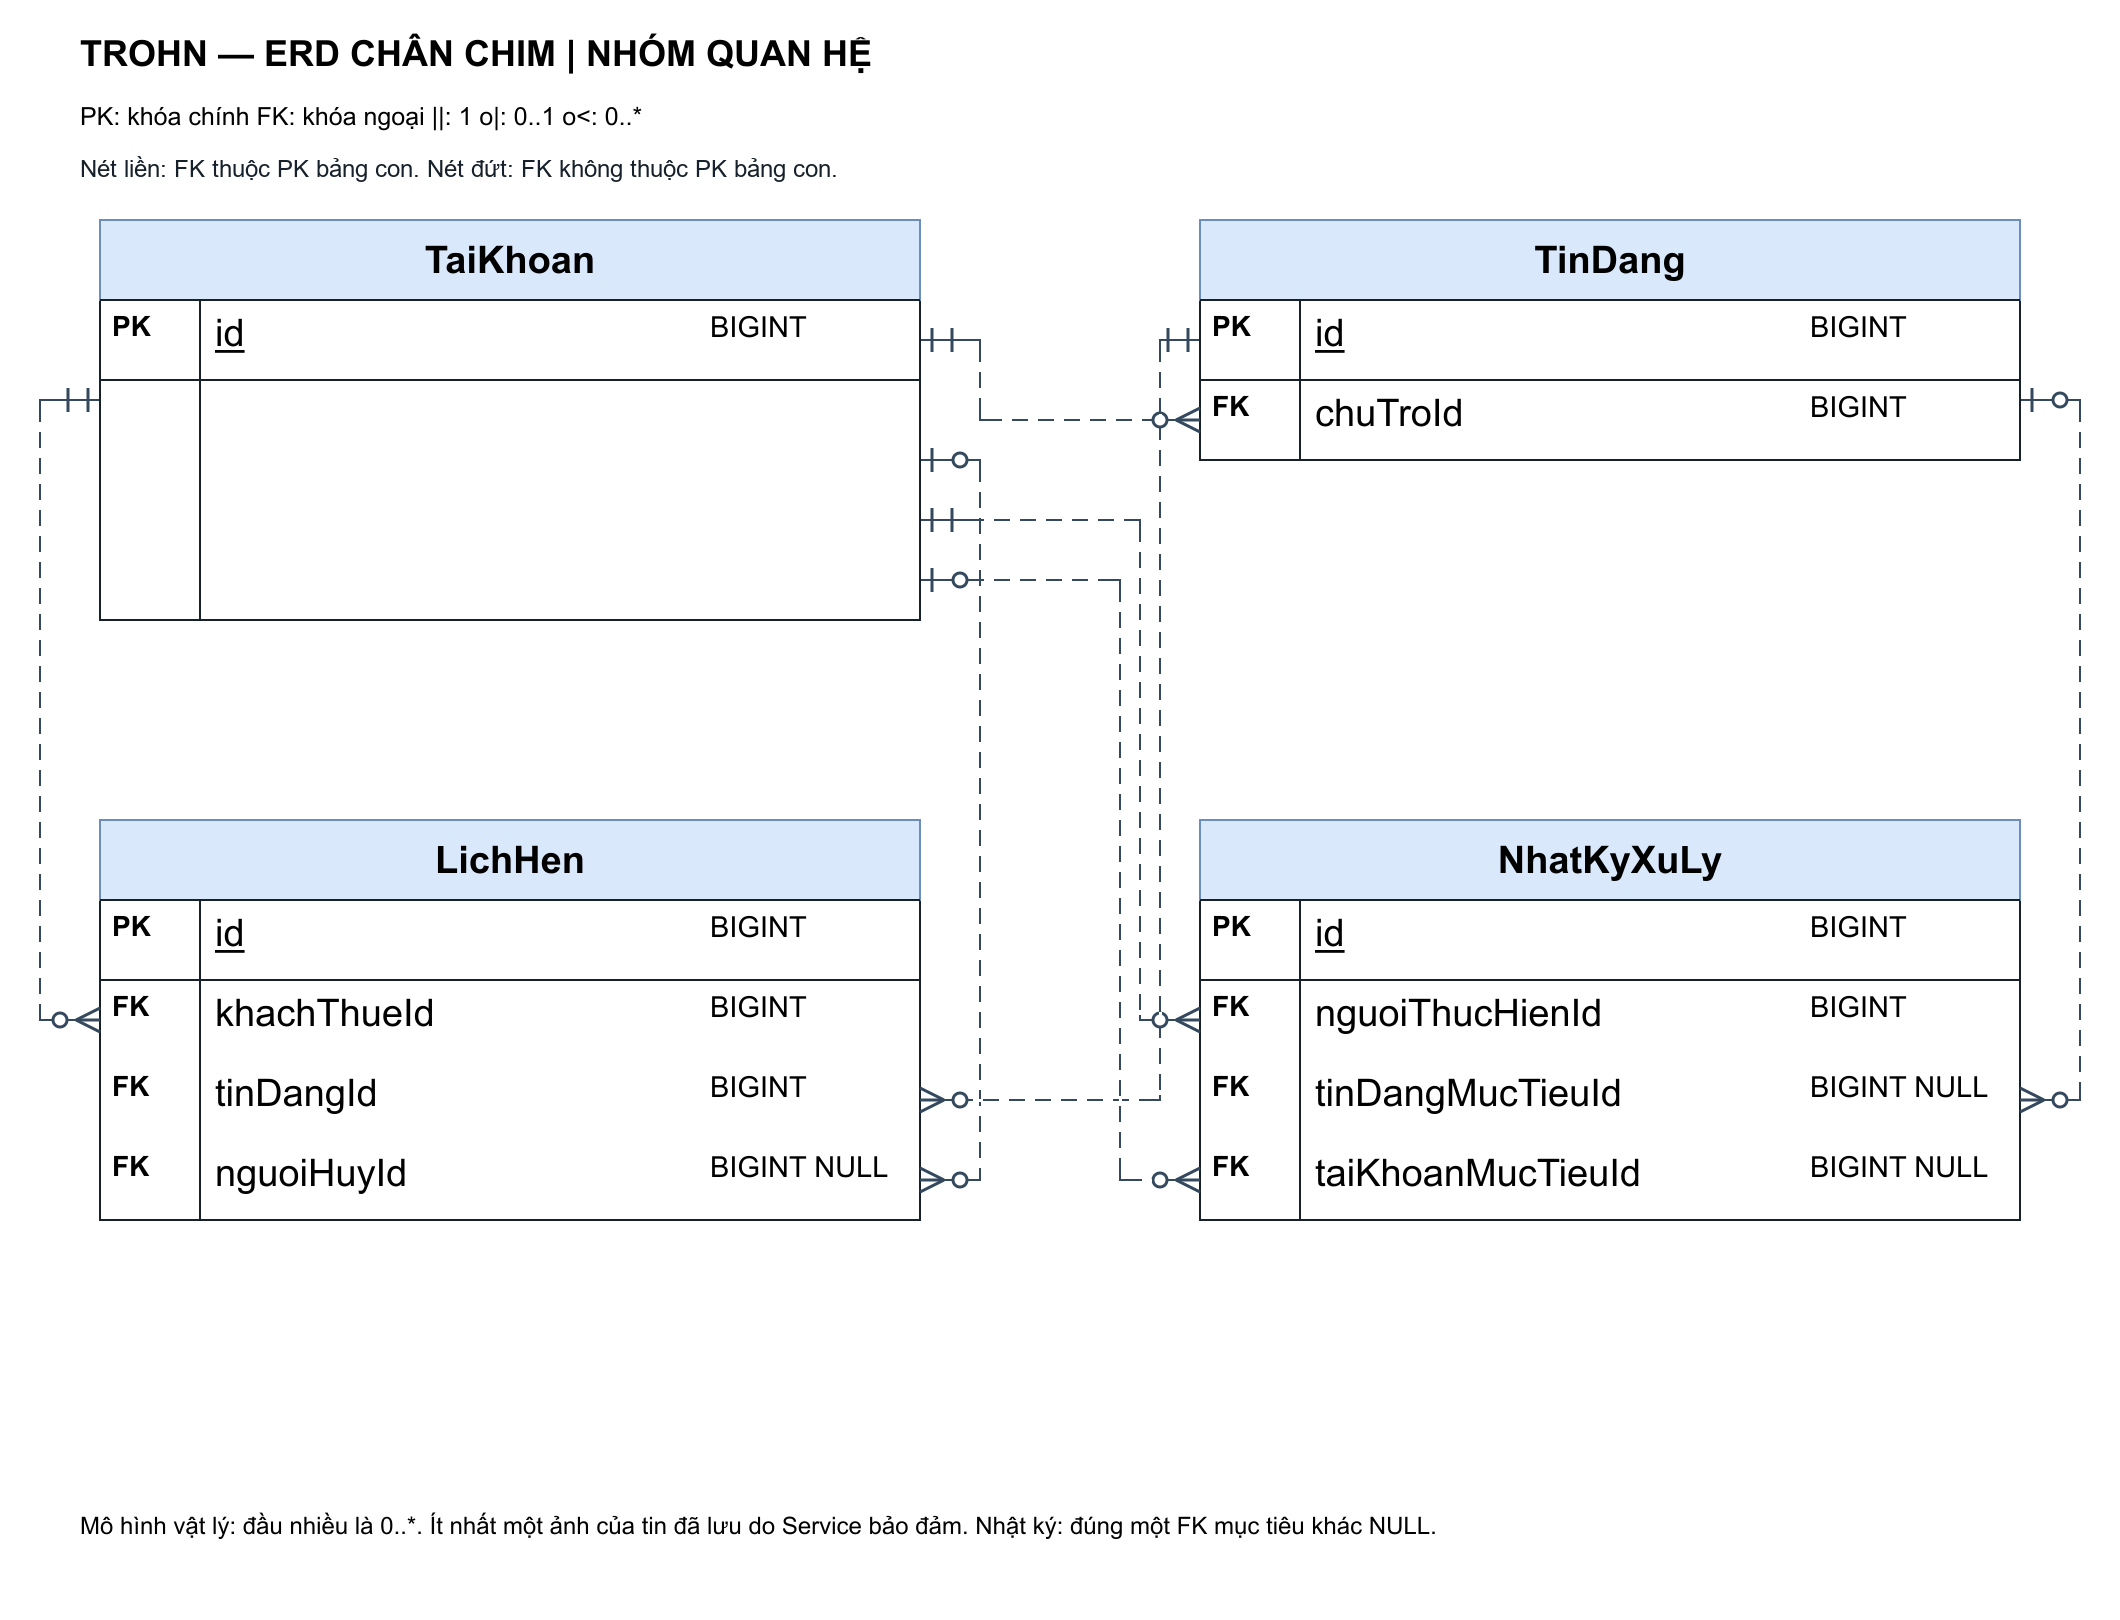 TROHN — ERD CHÂN CHIM | NHÓM QUAN HỆ
PK: khóa chính FK: khóa ngoại ||: 1 o|: 0..1 o<: 0..*
Nét liền: FK thuộc PK bảng con. Nét đứt: FK không thuộc PK bảng con.
TaiKhoan
PK id BIGINT
TinDang
PK id BIGINT
FK chuTroId BIGINT
LichHen
PK id BIGINT
FK khachThueId BIGINT
FK tinDangId BIGINT
FK nguoiHuyId BIGINT NULL
NhatKyXuLy
PK id BIGINT
FK nguoiThucHienId BIGINT
FK tinDangMucTieuId BIGINT NULL
FK taiKhoanMucTieuId BIGINT NULL
Mô hình vật lý: đầu nhiều là 0..*. Ít nhất một ảnh của tin đã lưu do Service bảo đảm. Nhật ký: đúng một FK mục tiêu khác NULL.